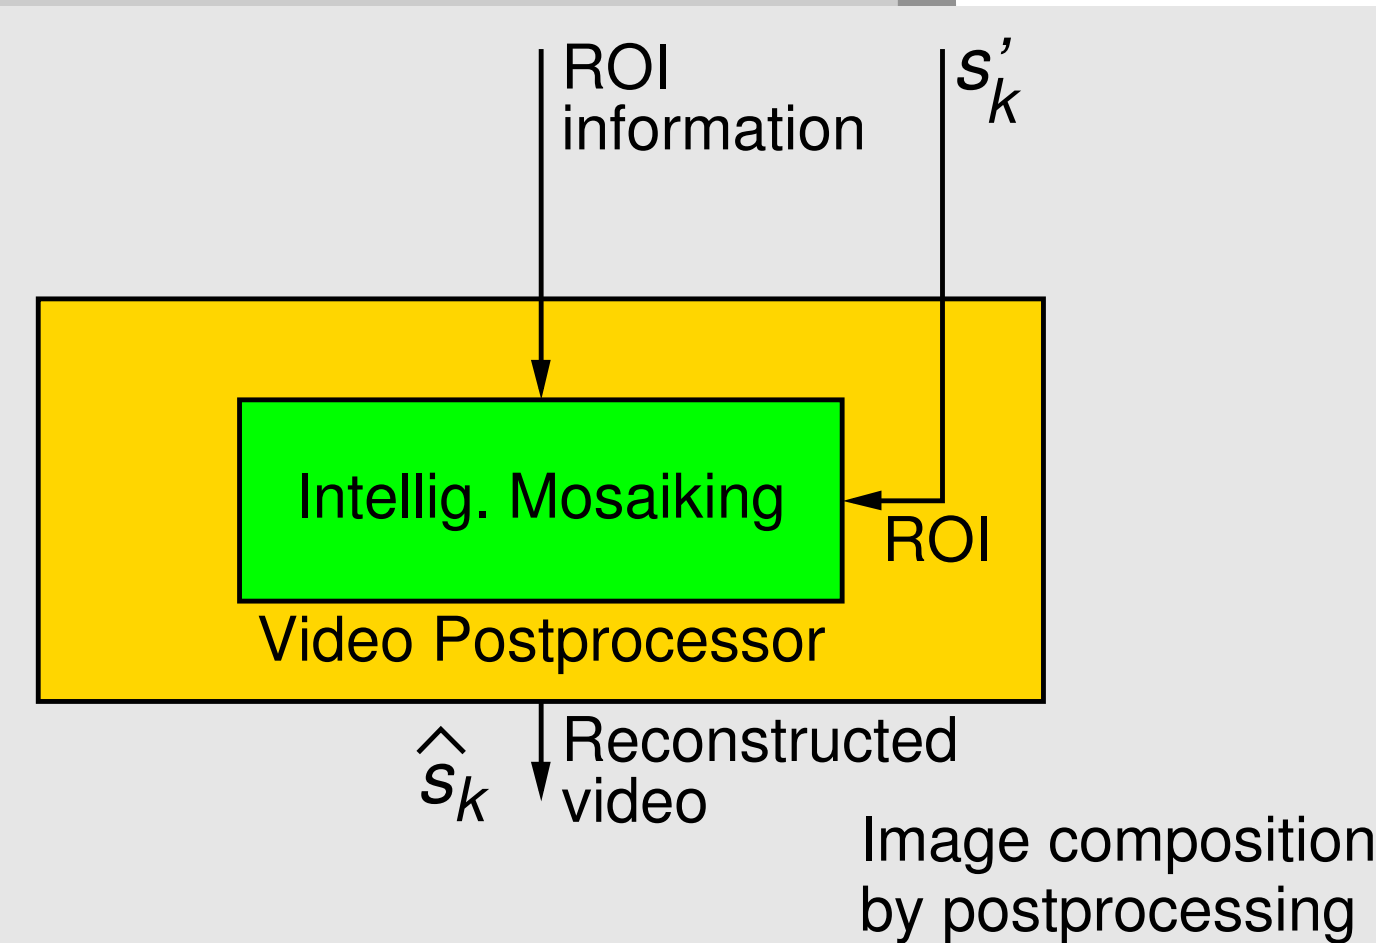 ROI
information
s'k
Intellig. Mosaiking
ROI
Video Postprocessor
ŝk
Reconstructed
video
Image composition
by postprocessing